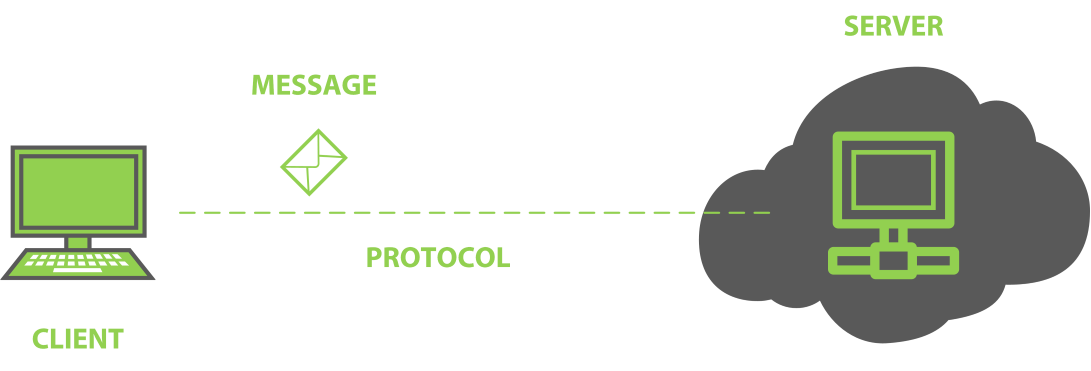 SERVER
MESSAGE
PROTOCOL
CLIENT